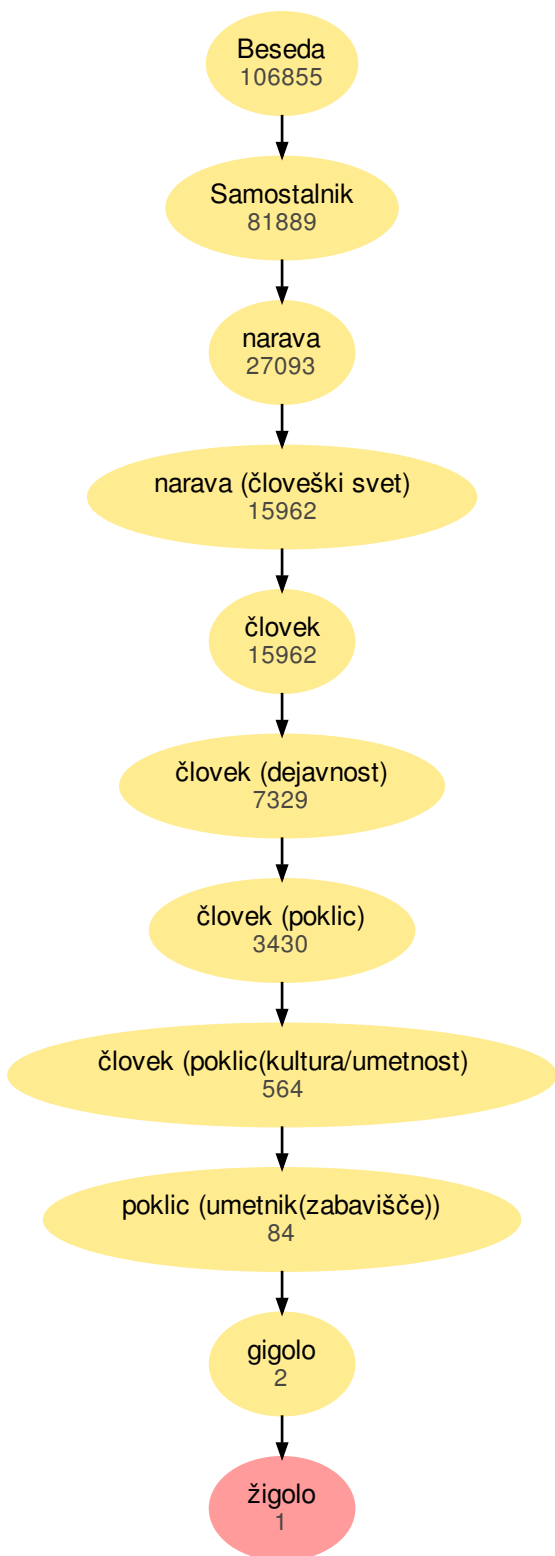 Beseda
106855
Samostalnik
81889
narava
27093
narava (človeški svet)
15962
človek
15962
človek (dejavnost)
7329
človek (poklic)
3430
človek (poklic(kultura/umetnost)
564
poklic (umetnik(zabavišče))
84
gigolo
2
žigolo
1